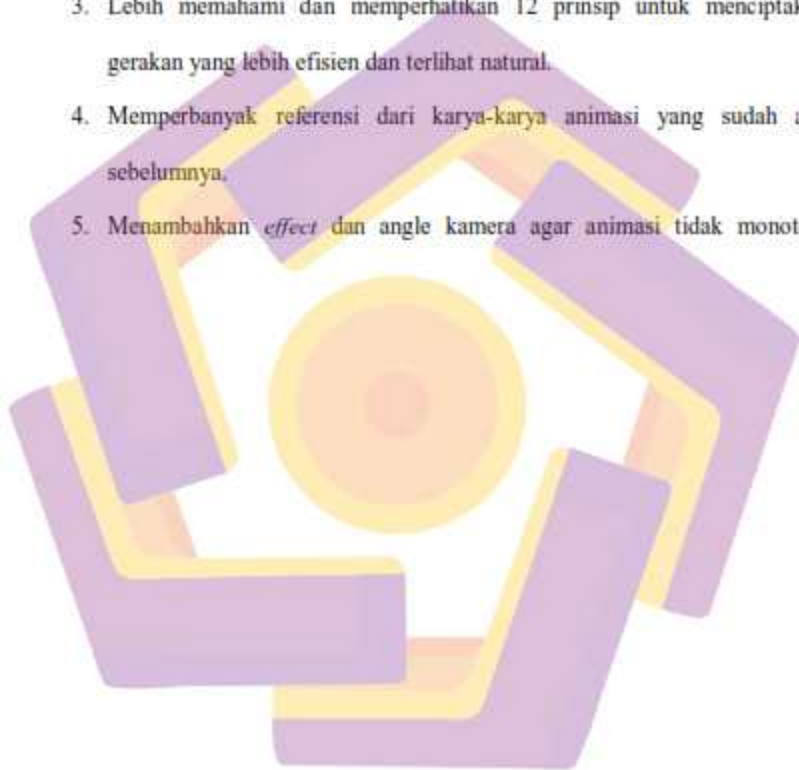 3. Lebih memahami dan memperhatikan 12 prinsip untuk menciptak
gerakan yang lebih efisien dan terlihat natural.
4. Memperbanyak referensi dari karya-karya animasi yang sudah a
sebelumnya.
5. Menambahkan effect dan angle kamera agar animasi tidak monot